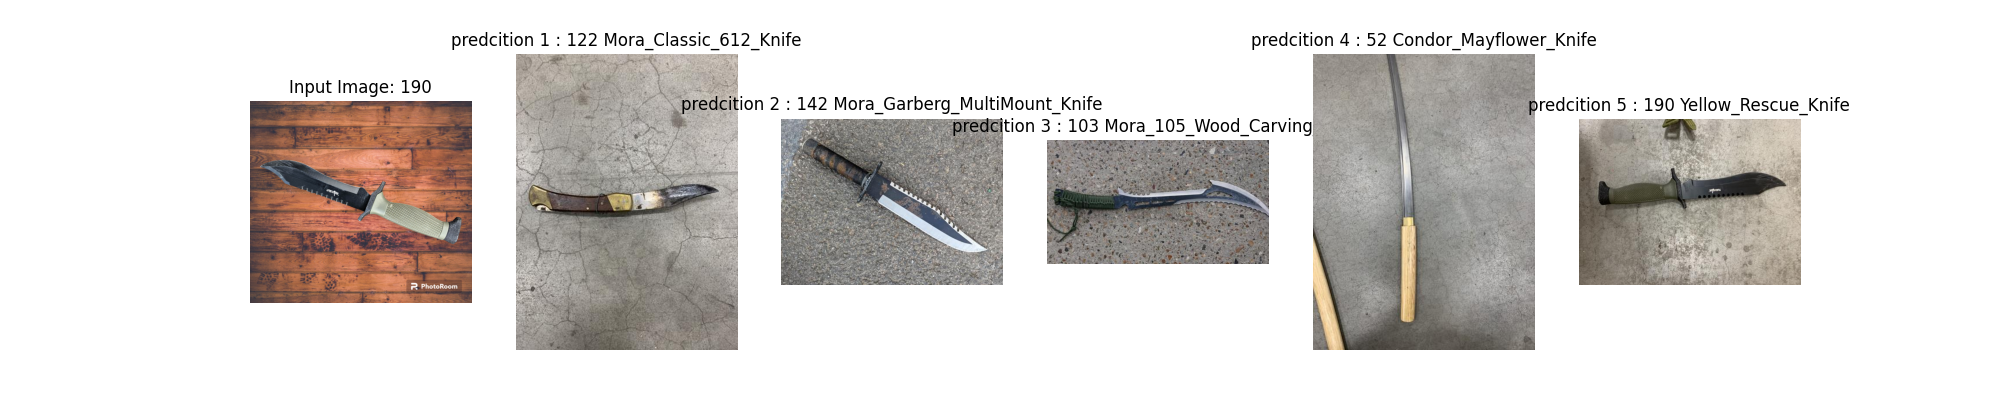 predcition 1 : 122 Mora_Classic_612_Knife
predcition 4 : 52 Condor_Mayflower_Knife
Input Image: 190
predcition 2 : 142 Mora_Garberg_MultiMount_Knife
predcition 5 : 190 Yellow_Rescue_Knife
predcition 3 : 103 Mora_105_Wood_Carving
PhotoRoom